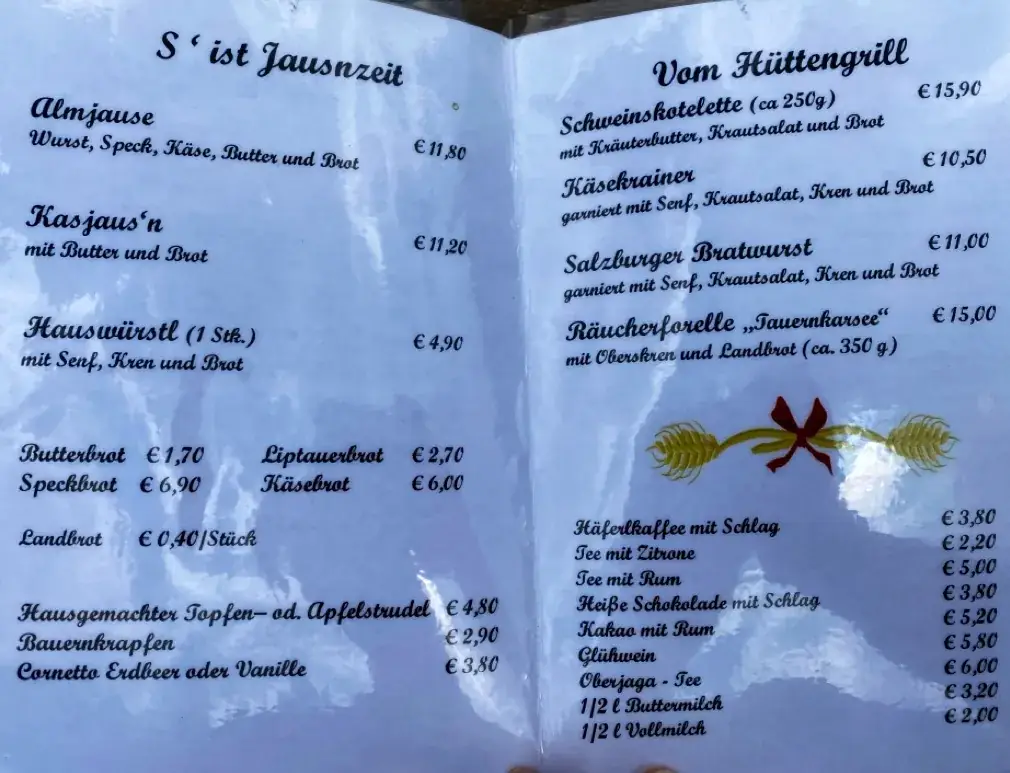 S ' ist Jausnzeit
Almjause
Wurst, Speck, Käse, Butter und Brot € 11,80
Kasjaus'n
mit Butter und Brot € 11,20
Hauswürstl (1 Stk.)
mit Senf, Kren und Brot € 4,90
Butterbrot € 1,70 Liptauerbrot € 2,70
Speckbrot € 6,90 Käsebrot € 6,00
Landbrot € 0,40/Stück
Hausgemachter Topfen- od. Apfelstrudel € 4,80
Bauernkrapfen € 2,90
Cornetto Erdbeer oder Vanille € 3,80
Vom Hüttengrill
Schweinskotelette (ca 250g) € 15,90
mit Kräuterbutter, Krautsalat und Brot
Käsekrainer € 10,50
garniert mit Senf, Krautsalat, Kren und Brot
Salzburger Bratwurst € 11,00
garniert mit Senf, Krautsalat, Kren und Brot
Räucherforelle „Tauernkarsee“ € 15,00
mit Oberskren und Landbrot (ca. 350 g)
Häferlkaffee mit Schlag € 3,80
Tee mit Zitrone € 2,20
Tee mit Rum € 5,00
Heiße Schokolade mit Schlag € 3,80
Kakao mit Rum € 5,20
Glühwein € 5,80
Oberjaga - Tee € 6,00
1/2 l Buttermilch € 3,20
1/2 l Vollmilch € 2,00